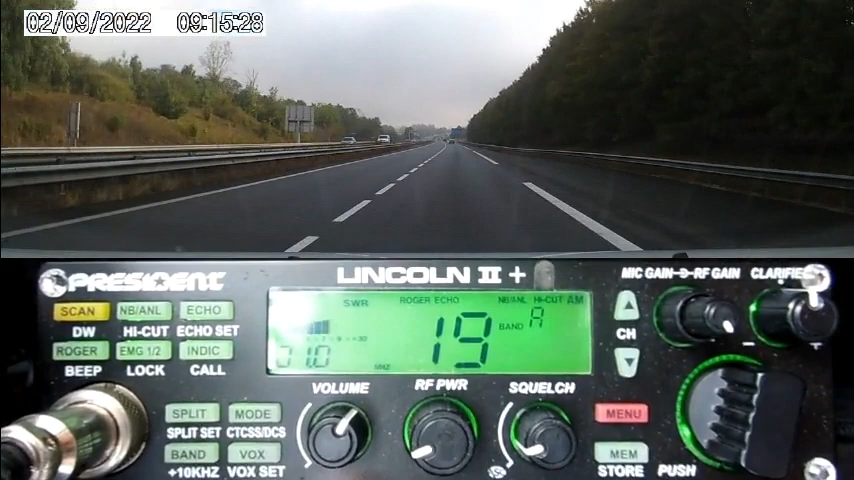 02/09/2022 09:15:28
PRESIDENT LINCOLN II + MIC GAIN RF GAIN CLARIFIER
SCAN NB/ANL ECHO
DW HI-CUT ECHO SET
ROGER EMG 1/2 INDIC
BEEP LOCK CALL
SWR ROGER ECHO NB/ANL HI-CUT AM
19 BAND A
MHZ
CH
VOLUME RF PWR SQUELCH
SPLIT MODE
SPLIT SET CTCSS/DCS
BAND VOX
+10KHZ VOX SET
MENU
MEM
STORE PUSH
- +